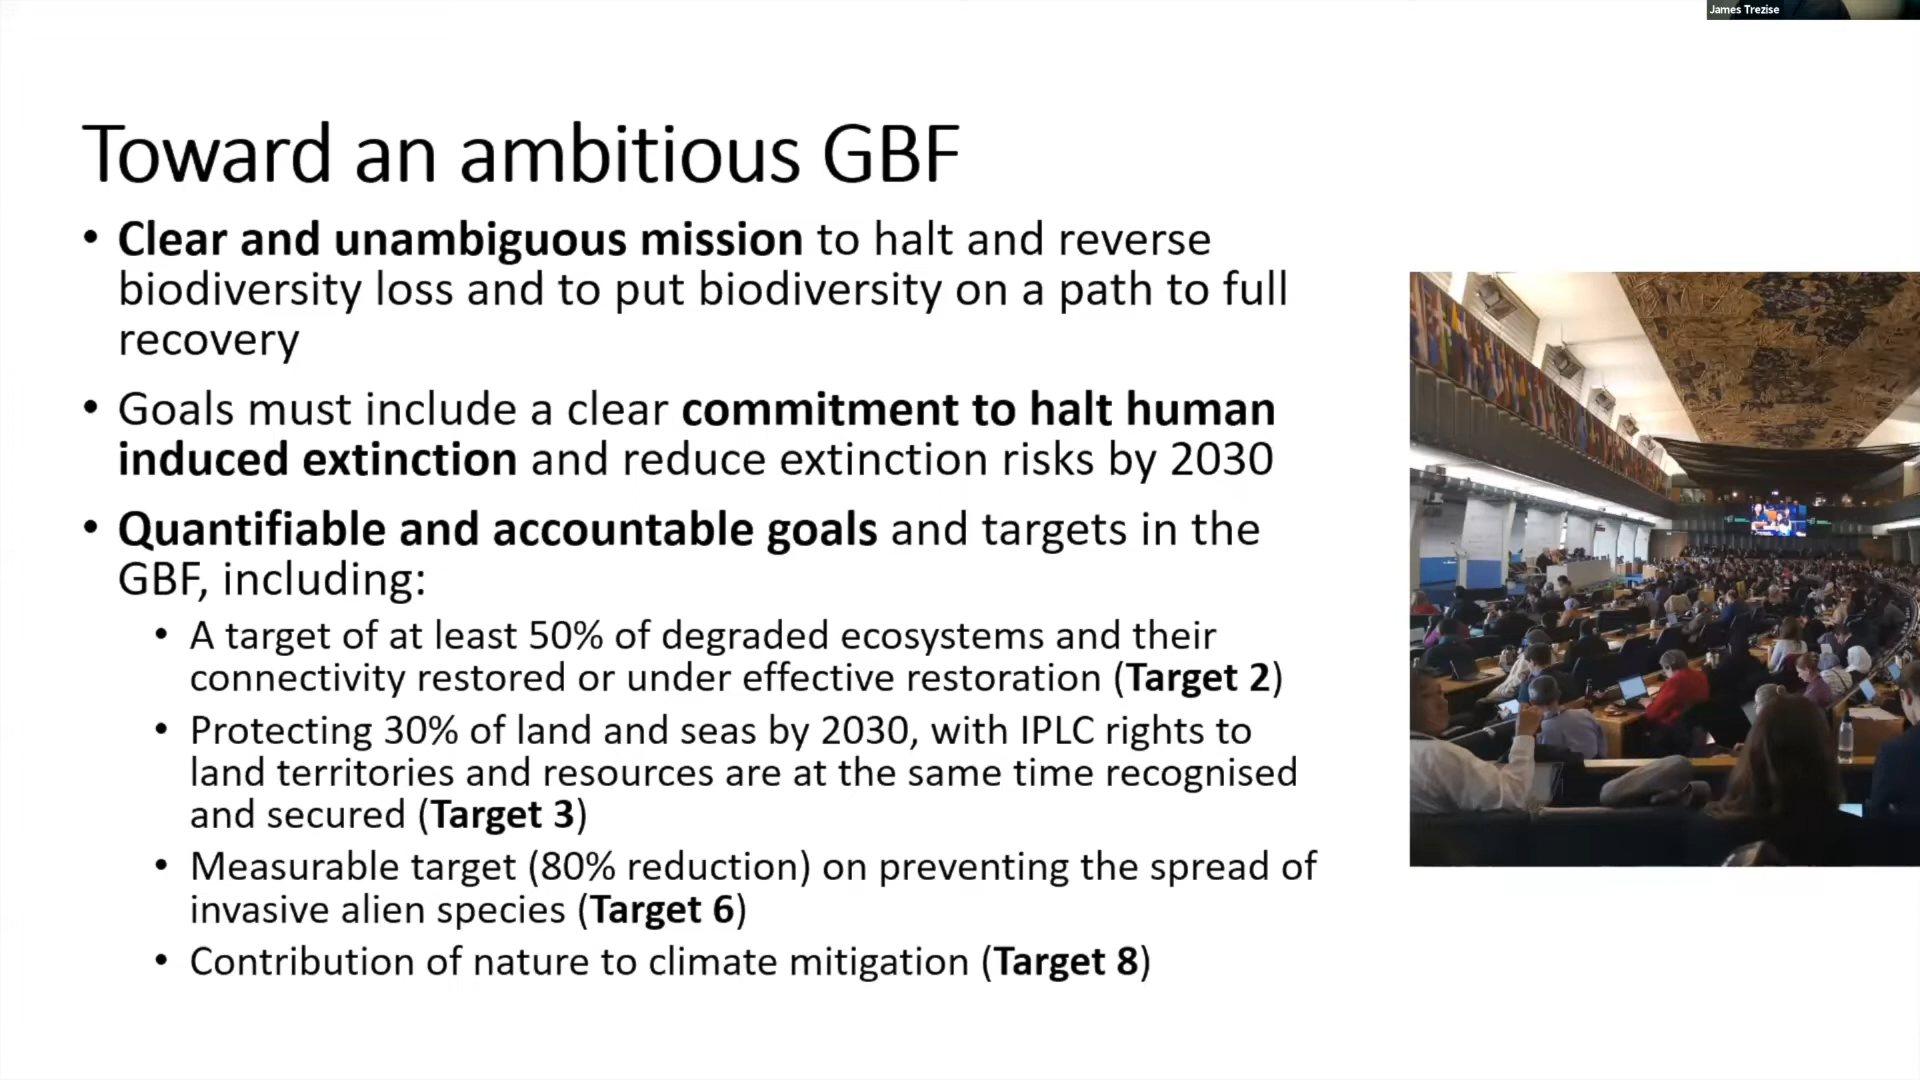 James Trezise
Toward an ambitious GBF
• Clear and unambiguous mission to halt and reverse
biodiversity loss and to put biodiversity on a path to full
recovery
• Goals must include a clear commitment to halt human
induced extinction and reduce extinction risks by 2030
• Quantifiable and accountable goals and targets in the
GBF, including:
• A target of at least 50% of degraded ecosystems and their
connectivity restored or under effective restoration (Target 2)
• Protecting 30% of land and seas by 2030, with IPLC rights to
land territories and resources are at the same time recognised
and secured (Target 3)
• Measurable target (80% reduction) on preventing the spread of
invasive alien species (Target 6)
• Contribution of nature to climate mitigation (Target 8)